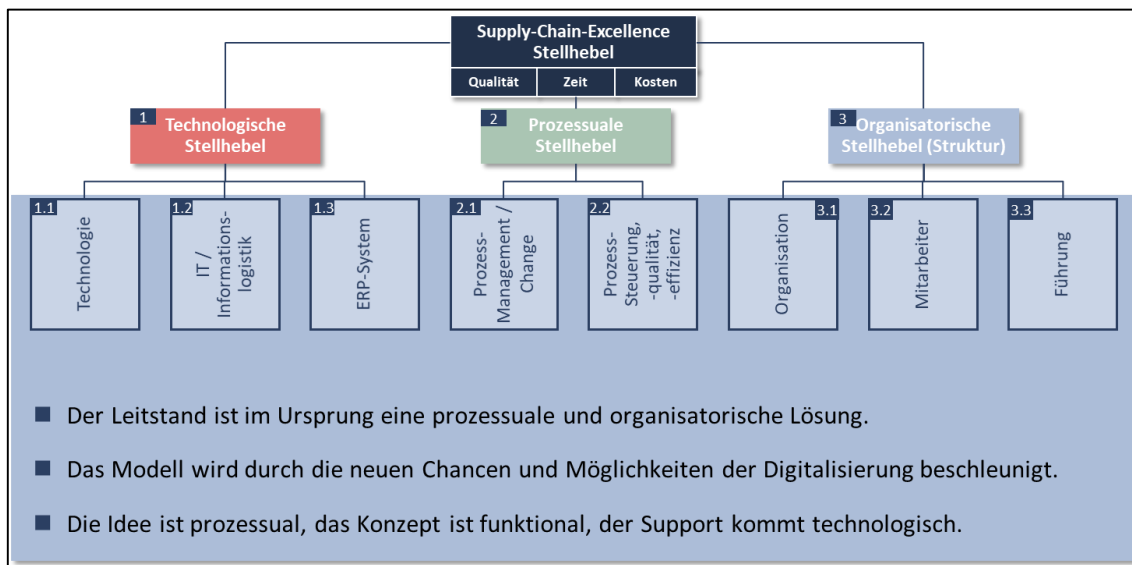 Supply-Chain-Excellence
Stellhebel
Qualität Zeit Kosten
1
Technologische
Stellhebel
2
Prozessuale
Stellhebel
3
Organisatorische
Stellhebel (Struktur)
1.1
Technologie
1.2
IT /
Informations-
logistik
1.3
ERP-System
2.1
Prozess-
Management /
Change
2.2
Prozess-
Steuerung,
-qualität,
-effizienz
3.1
Organisation
3.2
Mitarbeiter
3.3
Führung
Der Leitstand ist im Ursprung eine prozessuale und organisatorische Lösung.
Das Modell wird durch die neuen Chancen und Möglichkeiten der Digitalisierung beschleunigt.
Die Idee ist prozessual, das Konzept ist funktional, der Support kommt technologisch.